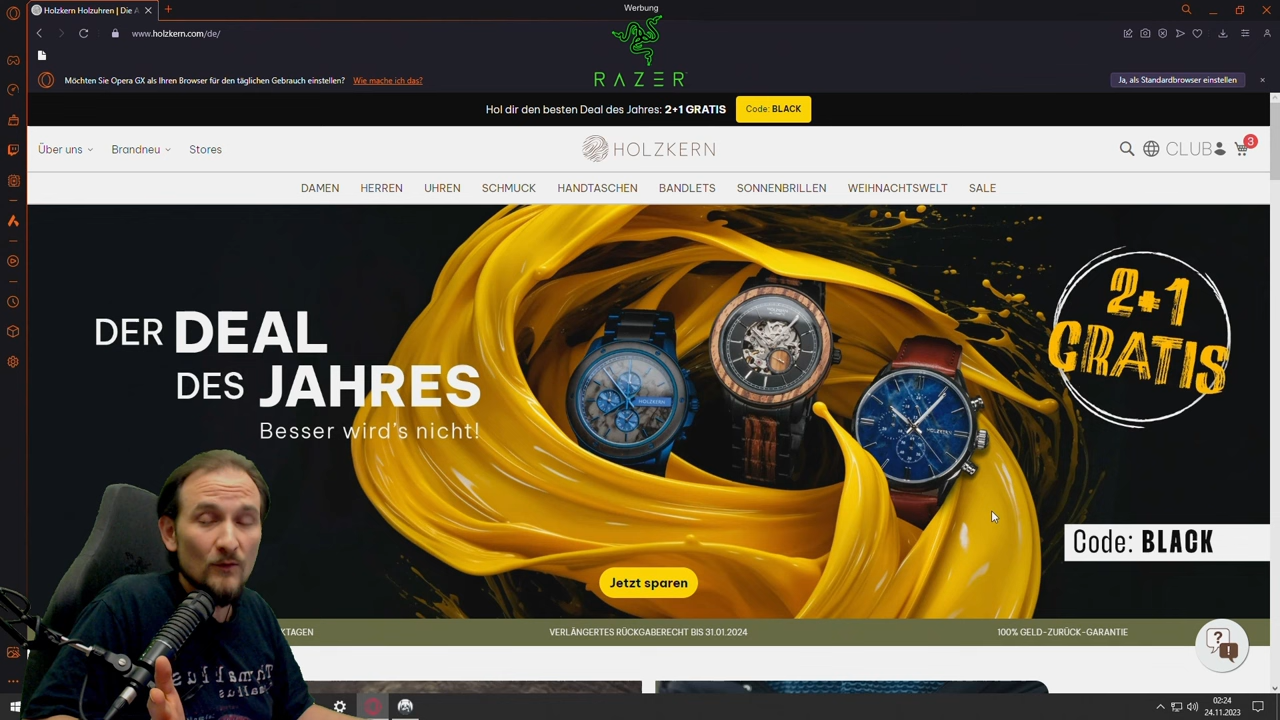 Holzkern Holzuhren | Die A
Werbung
www.holzkern.com/de/
RAZER
Möchten Sie Opera GX als Ihren Browser für den täglichen Gebrauch einstellen? Wie mache ich das?
Ja, als Standardbrowser einstellen
Hol dir den besten Deal des Jahres: 2+1 GRATIS
Code: BLACK
Über uns
Brandneu
Stores
HOLZKERN
CLUB
3
DAMEN
HERREN
UHREN
SCHMUCK
HANDTASCHEN
BANDLETS
SONNENBRILLEN
WEIHNACHTSWELT
SALE
DER DEAL
DES JAHRES
Besser wird's nicht!
2+1
GRATIS
HOLZKERN
Code: BLACK
Jetzt sparen
KTAGEN
VERLÄNGERTES RÜCKGABERECHT BIS 31.01.2024
100% GELD-ZURÜCK-GARANTIE
02:24
24.11.2023